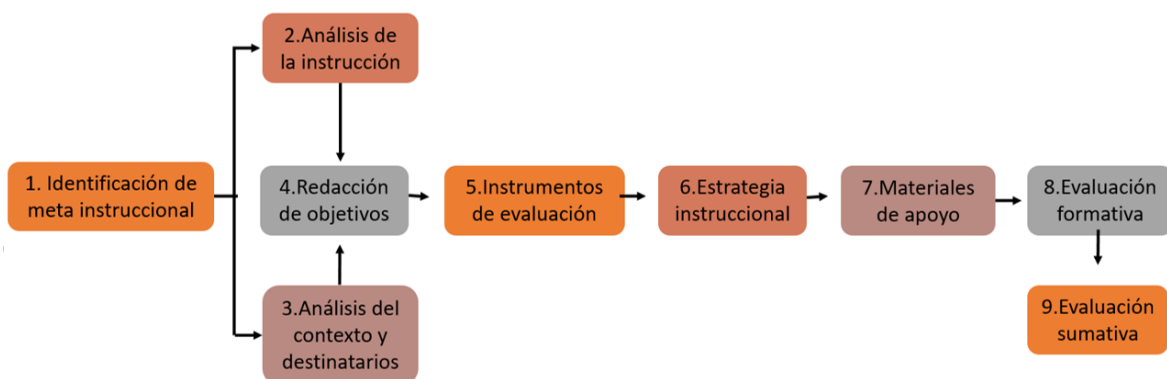 1. Identificación de
meta instruccional
2.Análisis de
la instrucción
3.Análisis del
contexto y
destinatarios
4.Redacción
de objetivos
5.Instrumentos
de evaluación
6.Estrategia
instruccional
7.Materiales
de apoyo
8.Evaluación
formativa
9.Evaluación
sumativa